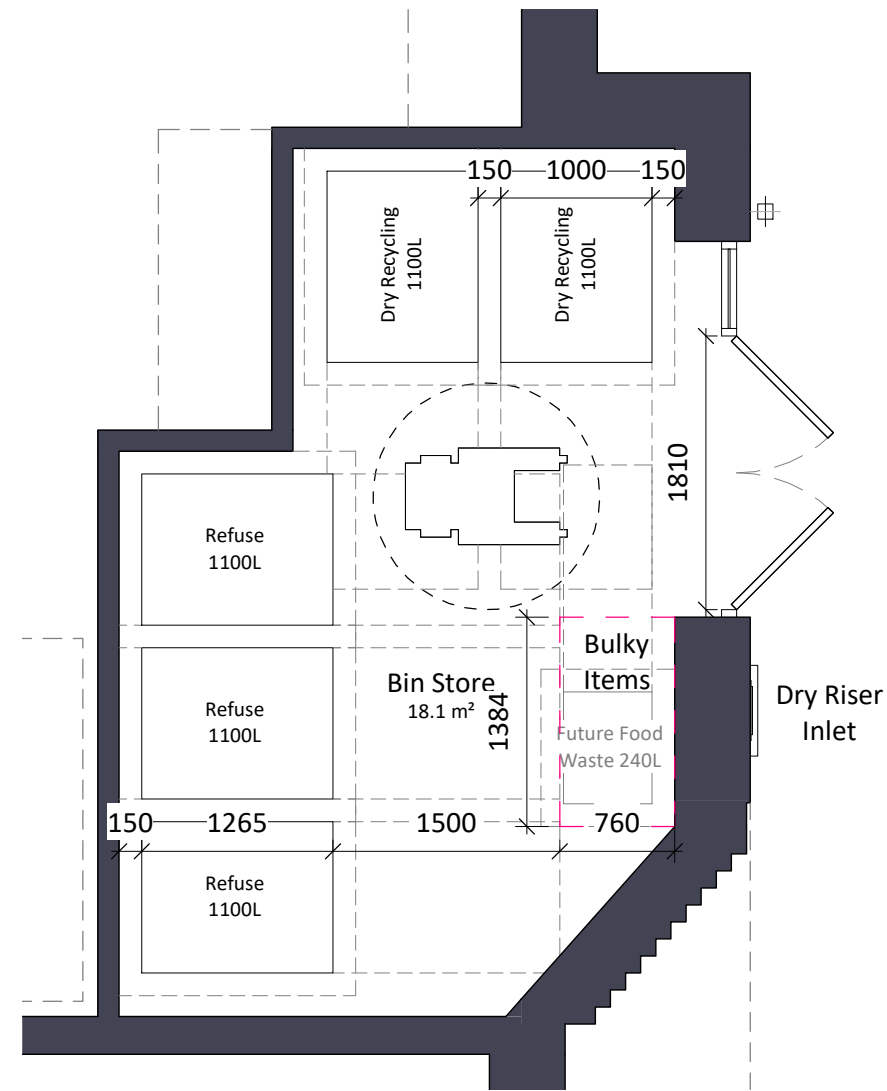 150 1000 150
Dry Recycling
1100L
Dry Recycling
1100L
1810
Refuse
1100L
Bulky
Items
Bin Store
18.1 m²
1384
Refuse
1100L
Future Food
Waste 240L
Dry Riser
Inlet
150 1265 1500 760
Refuse
1100L